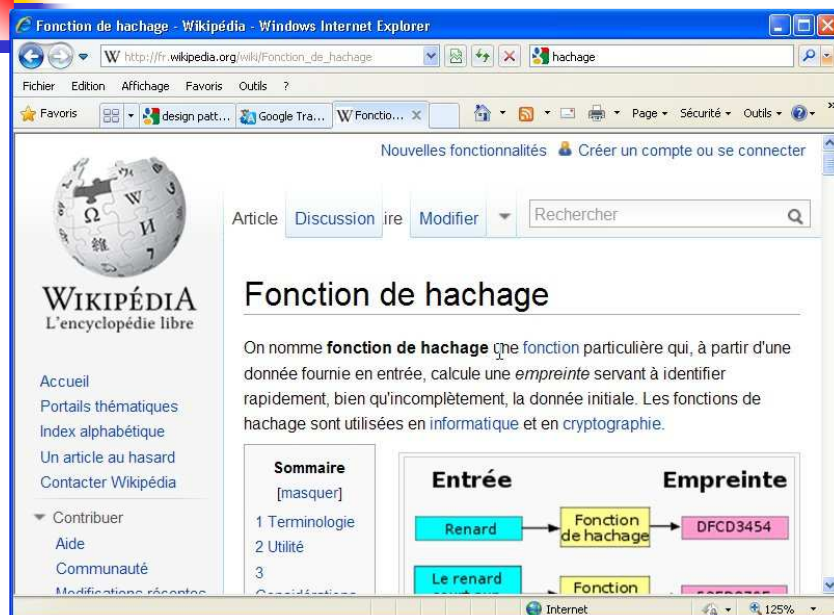 Fonction de hachage - Wikipédia - Windows Internet Explorer
W http://fr.wikipedia.org/wiki/Fonction_de_hachage
hachage
Fichier Edition Affichage Favoris Outils ?
Favoris design patt... Google Tra... W Fonctio... Page Sécurité Outils
Nouvelles fonctionnalités Créer un compte ou se connecter
Article Discussion ire Modifier Rechercher
WIKIPÉDIA
L'encyclopédie libre
Accueil
Portails thématiques
Index alphabétique
Un article au hasard
Contacter Wikipédia
Contribuer
Aide
Communauté
Modifications récentes
Fonction de hachage
On nomme fonction de hachage une fonction particulière qui, à partir d'une
donnée fournie en entrée, calcule une empreinte servant à identifier
rapidement, bien qu'incomplètement, la donnée initiale. Les fonctions de
hachage sont utilisées en informatique et en cryptographie.
Sommaire
[masquer]
1 Terminologie
2 Utilité
3
Considérations
Entrée Empreinte
Renard
Fonction
de hachage
DFCD3454
Le renard
Fonction
Internet 125%